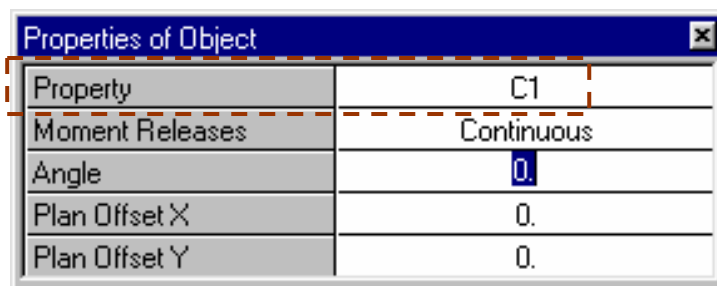 Properties of Object
Property C1
Moment Releases Continuous
Angle 0.
Plan Offset X 0.
Plan Offset Y 0.